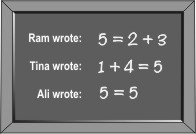 Ram wrote: 5 = 2 + 3
Tina wrote: 1 + 4 = 5
Ali wrote: 5 = 5